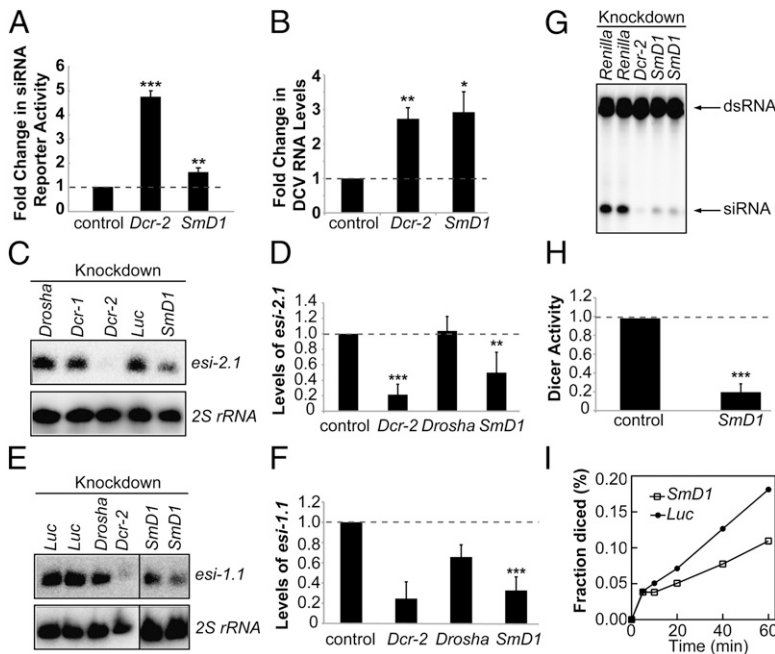 A
Fold Change in siRNA
Reporter Activity
6
5
4
3
2
1
0
***
**
control Dcr-2 SmD1
B
Fold Change in
DCV RNA Levels
4
3
2
1
0
**
*
control Dcr-2 SmD1
G
Knockdown
Renilla
Renilla
Dcr-2
SmD1
SmD1
dsRNA
siRNA
C
Knockdown
Drosha
Dcr-1
Dcr-2
Luc
SmD1
esi-2.1
2S rRNA
D
Levels of esi-2.1
1.4
1.2
1.0
0.8
0.6
0.4
0.2
0
***
**
control Dcr-2 Drosha SmD1
H
Dicer Activity
1.2
1.0
0.8
0.6
0.4
0.2
0
***
control SmD1
E
Knockdown
Luc
Luc
Drosha
Dcr-2
SmD1
SmD1
esi-1.1
2S rRNA
F
Levels of esi-1.1
1.2
1.0
0.8
0.6
0.4
0.2
0
***
control Dcr-2 Drosha SmD1
I
Fraction diced (%)
0.20
0.15
0.10
0.05
0.00
SmD1
Luc
0 20 40 60
Time (min)